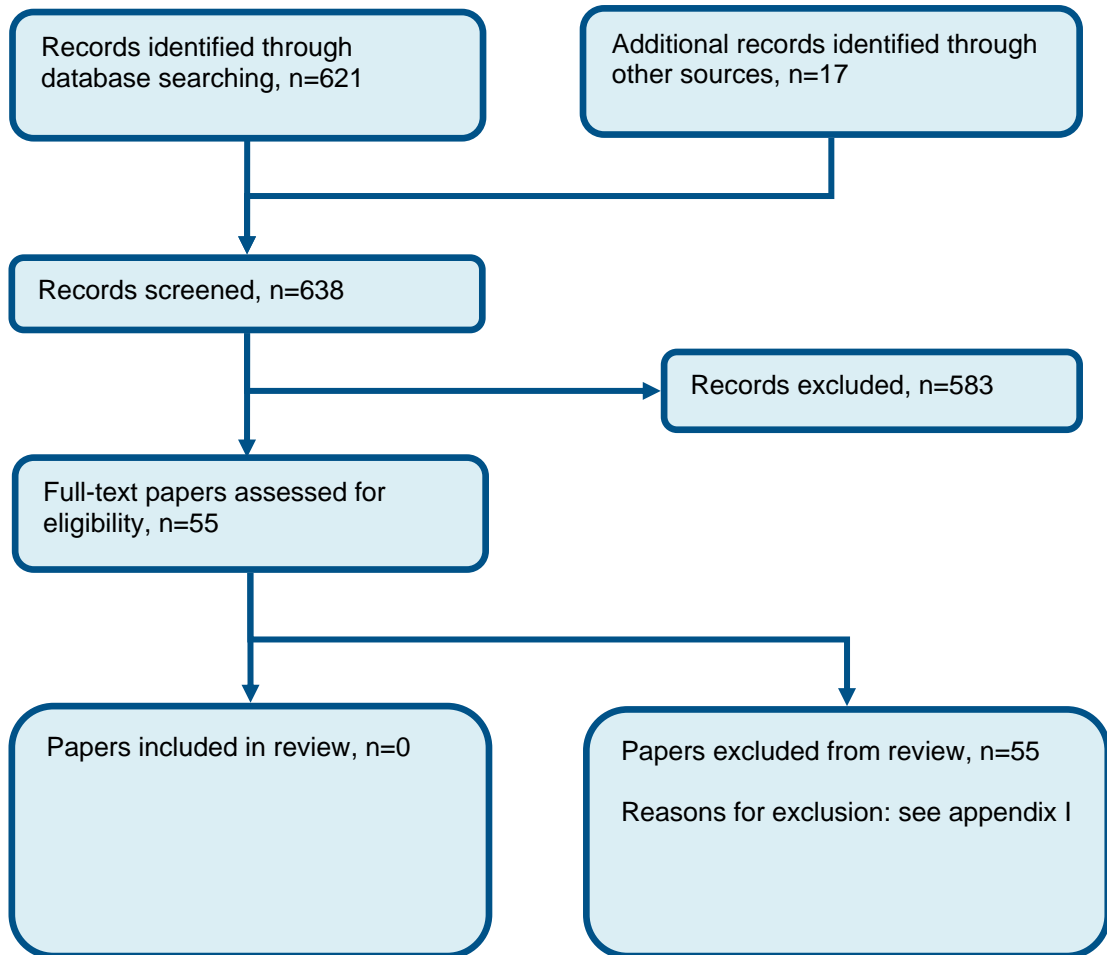 Records identified through
database searching, n=621
Additional records identified through
other sources, n=17
Records screened, n=638
Records excluded, n=583
Full-text papers assessed for
eligibility, n=55
Papers included in review, n=0
Papers excluded from review, n=55
Reasons for exclusion: see appendix I